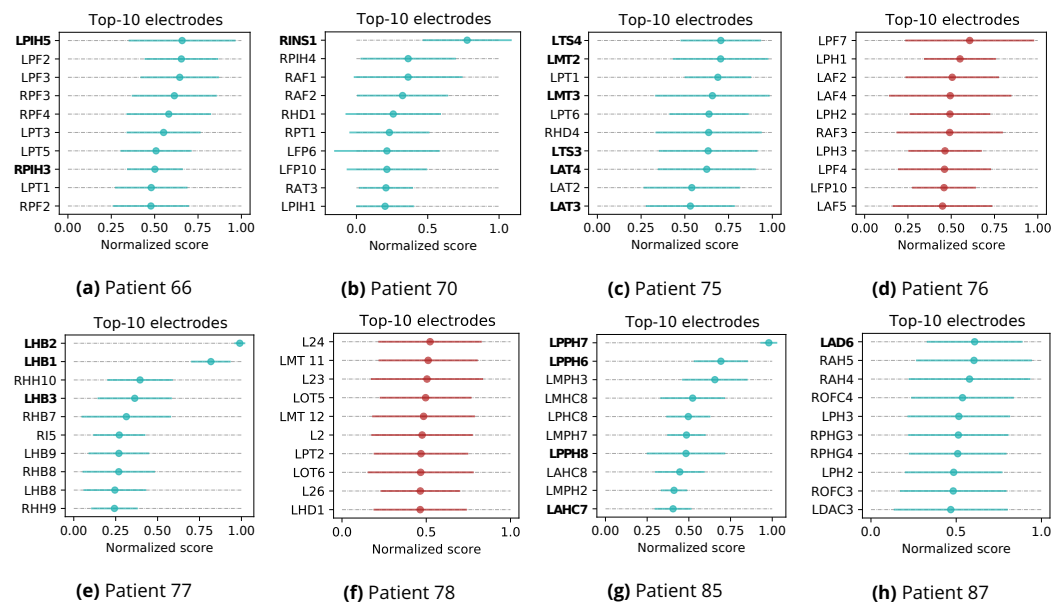 Top-10 electrodes
LPIH5
LPF2
LPF3
RPF3
RPF4
LPT3
LPT5
RPIH3
LPT1
RPF2
0.00 0.25 0.50 0.75 1.00
Normalized score
(a) Patient 66
Top-10 electrodes
RINS1
RPIH4
RAF1
RAF2
RHD1
RPT1
LFP6
LFP10
RAT3
LPIH1
0.0 0.5 1.0
Normalized score
(b) Patient 70
Top-10 electrodes
LTS4
LMT2
LPT1
LMT3
LPT6
RHD4
LTS3
LAT4
LAT2
LAT3
0.00 0.25 0.50 0.75 1.00
Normalized score
(c) Patient 75
Top-10 electrodes
LPF7
LPH1
LAF2
LAF4
LPH2
RAF3
LPH3
LPF4
LFP10
LAF5
0.00 0.25 0.50 0.75 1.00
Normalized score
(d) Patient 76
Top-10 electrodes
LHB2
LHB1
RHH10
LHB3
RHB7
RI5
LHB9
RHB8
LHB8
RHH9
0.00 0.25 0.50 0.75 1.00
Normalized score
(e) Patient 77
Top-10 electrodes
L24
LMT 11
L23
LOT5
LMT 12
L2
LPT2
LOT6
L26
LHD1
0.0 0.5 1.0
Normalized score
(f) Patient 78
Top-10 electrodes
LPPH7
LPPH6
LMPH3
LMHC8
LPHC8
LMPH7
LPPH8
LAHC8
LMPH2
LAHC7
0.00 0.25 0.50 0.75 1.00
Normalized score
(g) Patient 85
Top-10 electrodes
LAD6
RAH5
RAH4
ROFC4
LPH3
RPHG3
RPHG4
LPH2
ROFC3
LDAC3
0.0 0.5 1.0
Normalized score
(h) Patient 87